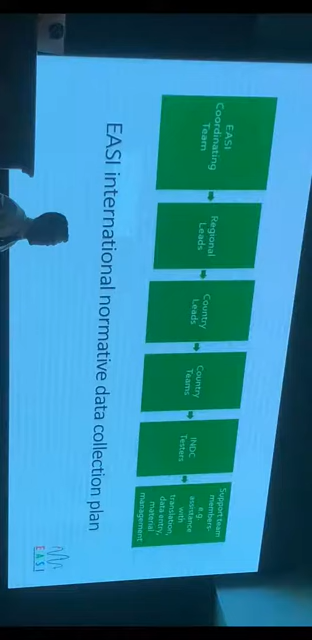 EASI international normative data collection plan
EASI
Coordinating
Team
Regional
Leads
Country
Leads
Country
Teams
INDC
Testers
Support team
members-
e.g.
assistance
with
translation,
data entry,
material
management
EASI